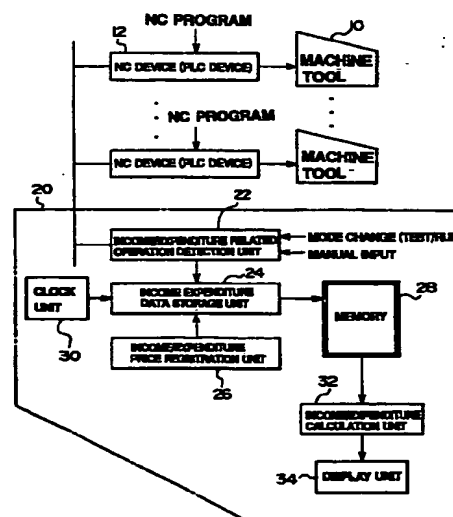 NC PROGRAM
12
10
NC DEVICE (PLC DEVICE)
MACHINE
TOOL
NC PROGRAM
NC DEVICE (PLC DEVICE)
MACHINE
TOOL
20
22
INCOME/EXPENDITURE RELATED
OPERATION DETECTION UNIT
MODE CHANGE (TEST/RUN
MANUAL INPUT
24
28
CLOCK
UNIT
INCOME EXPENDITURE
DATA STORAGE UNIT
MEMORY
30
INCOME/EXPENDITURE
PRICE REGISTRATION UNIT
26
32
INCOME/EXPENDITURE
CALCULATION UNIT
34
DISPLAY UNIT